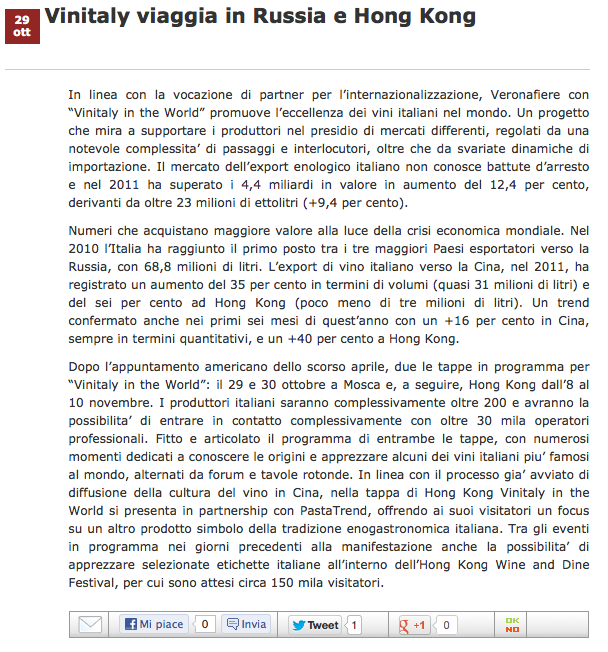 29
ott
Vinitaly viaggia in Russia e Hong Kong
In linea con la vocazione di partner per l'internazionalizzazione, Veronafiere con
"Vinitaly in the World" promuove l'eccellenza dei vini italiani nel mondo. Un progetto
che mira a supportare i produttori nel presidio di mercati differenti, regolati da una
notevole complessita' di passaggi e interlocutori, oltre che da svariate dinamiche di
importazione. Il mercato dell'export enologico italiano non conosce battute d'arresto
e nel 2011 ha superato i 4,4 miliardi in valore in aumento del 12,4 per cento,
derivanti da oltre 23 milioni di ettolitri (+9,4 per cento).
Numeri che acquistano maggiore valore alla luce della crisi economica mondiale. Nel
2010 l'Italia ha raggiunto il primo posto tra i tre maggiori Paesi esportatori verso la
Russia, con 68,8 milioni di litri. L'export di vino italiano verso la Cina, nel 2011, ha
registrato un aumento del 35 per cento in termini di volumi (quasi 31 milioni di litri) e
del sei per cento ad Hong Kong (poco meno di tre milioni di litri). Un trend
confermato anche nei primi sei mesi di quest'anno con un +16 per cento in Cina,
sempre in termini quantitativi, e un +40 per cento a Hong Kong.
Dopo l'appuntamento americano dello scorso aprile, due le tappe in programma per
"Vinitaly in the World": il 29 e 30 ottobre a Mosca e, a seguire, Hong Kong dall'8 al
10 novembre. I produttori italiani saranno complessivamente oltre 200 e avranno la
possibilita' di entrare in contatto complessivamente con oltre 30 mila operatori
professionali. Fitto e articolato il programma di entrambe le tappe, con numerosi
momenti dedicati a conoscere le origini e apprezzare alcuni dei vini italiani piu' famosi
al mondo, alternati da forum e tavole rotonde. In linea con il processo gia' avviato di
diffusione della cultura del vino in Cina, nella tappa di Hong Kong Vinitaly in the
World si presenta in partnership con PastaTrend, offrendo ai suoi visitatori un focus
su un altro prodotto simbolo della tradizione enogastronomica italiana. Tra gli eventi
in programma nei giorni precedenti alla manifestazione anche la possibilita' di
apprezzare selezionate etichette italiane all'interno dell'Hong Kong Wine and Dine
Festival, per cui sono attesi circa 150 mila visitatori.
Mi piace 0 Invia Tweet 1 g +1 0 OK
NO